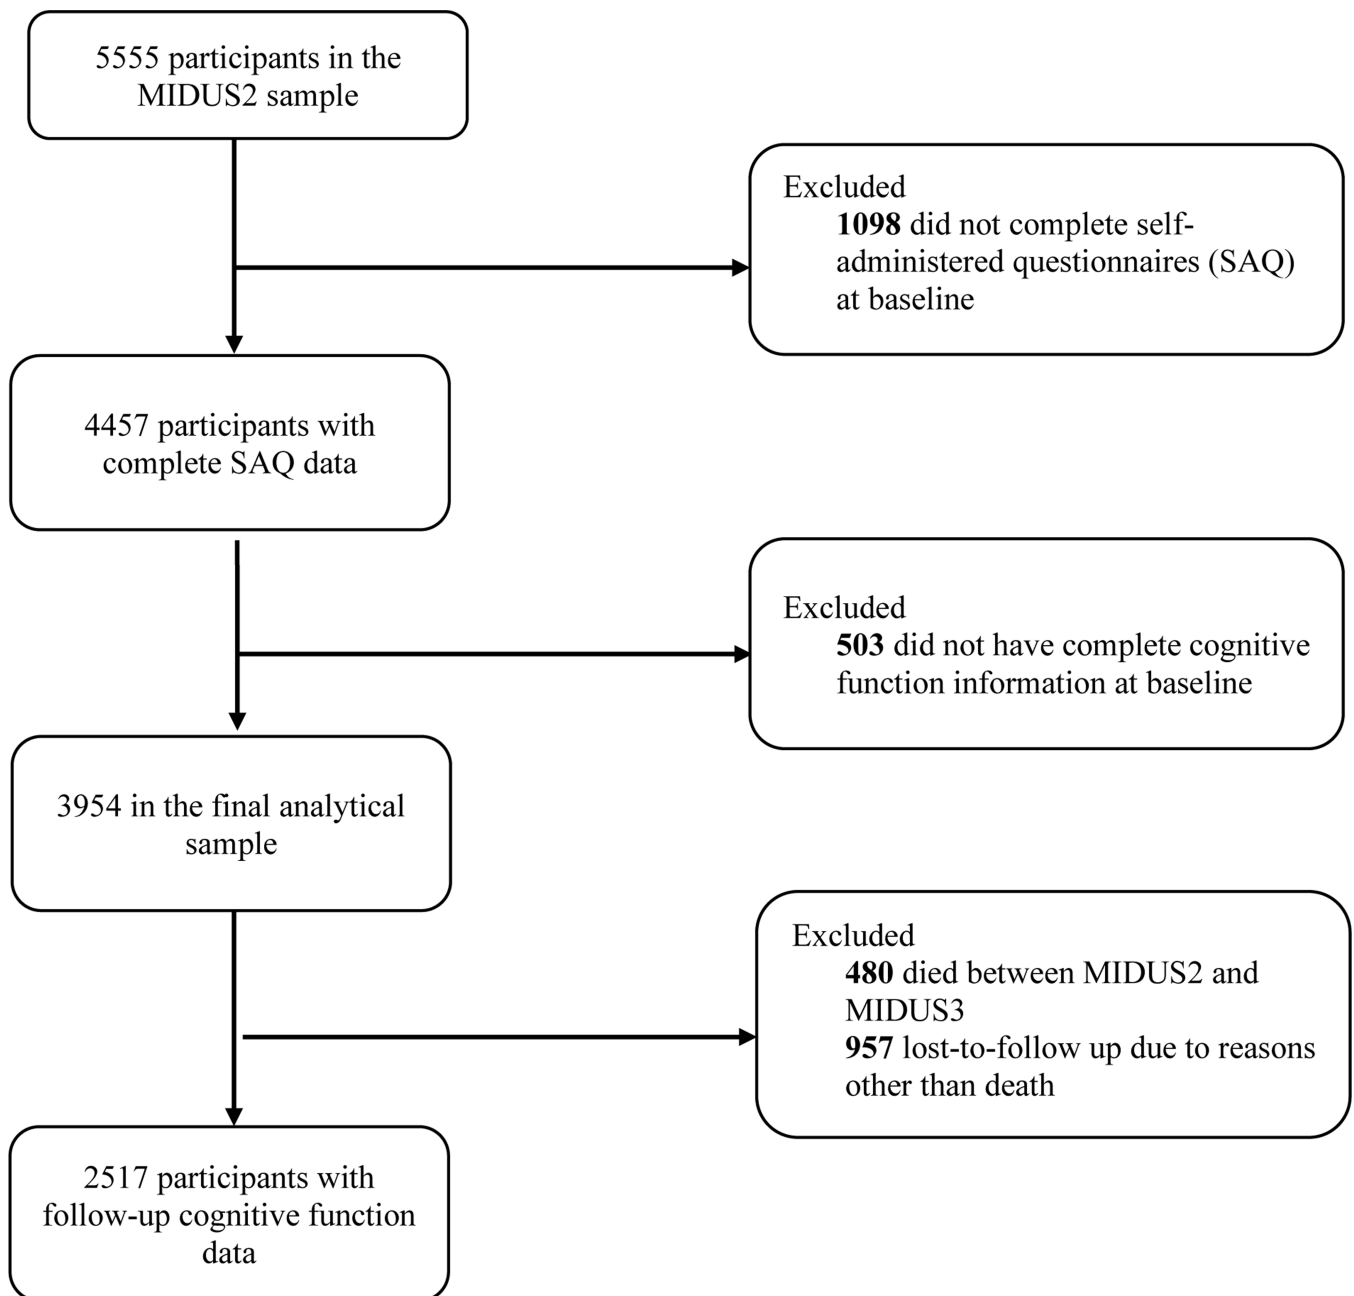 5555 participants in the
MIDUS2 sample
Excluded
1098 did not complete self-
administered questionnaires (SAQ)
at baseline
4457 participants with
complete SAQ data
Excluded
503 did not have complete cognitive
function information at baseline
3954 in the final analytical
sample
Excluded
480 died between MIDUS2 and
MIDUS3
957 lost-to-follow up due to reasons
other than death
2517 participants with
follow-up cognitive function
data